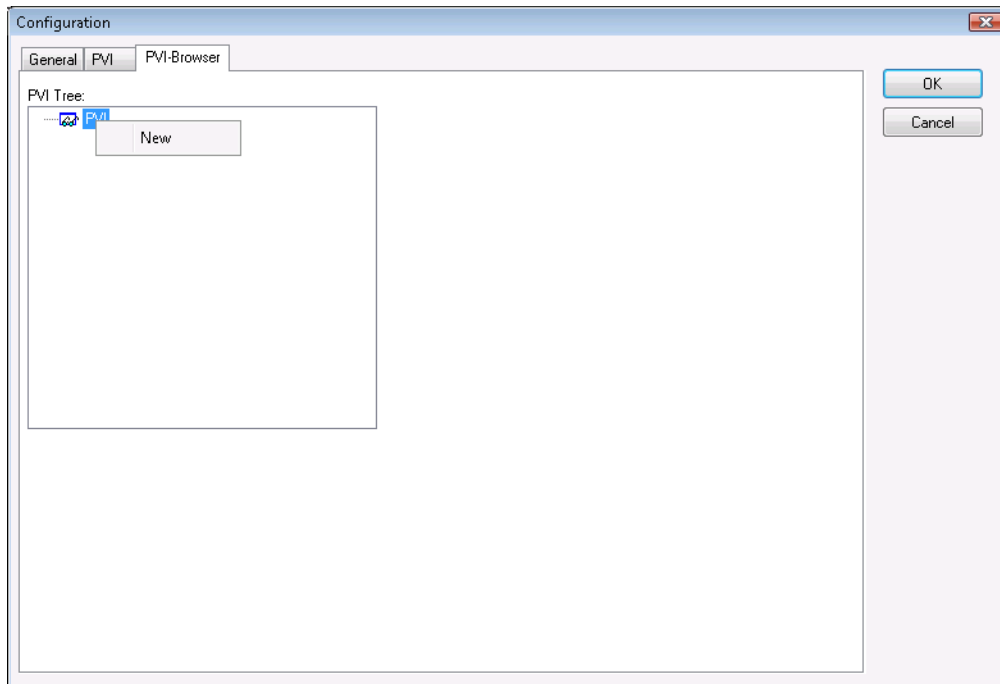 Configuration
General PVI PVI-Browser
OK
PVI Tree:
Cancel
PVI
New